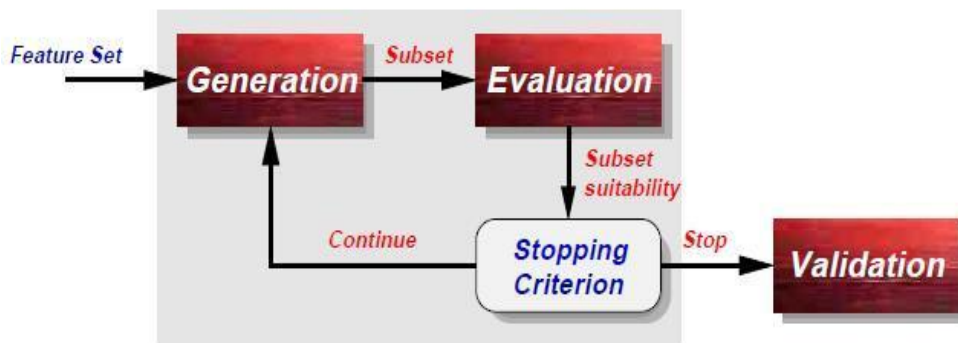 Feature Set
Generation
Subset
Evaluation
Subset
suitability
Continue
Stopping
Criterion
Stop
Validation